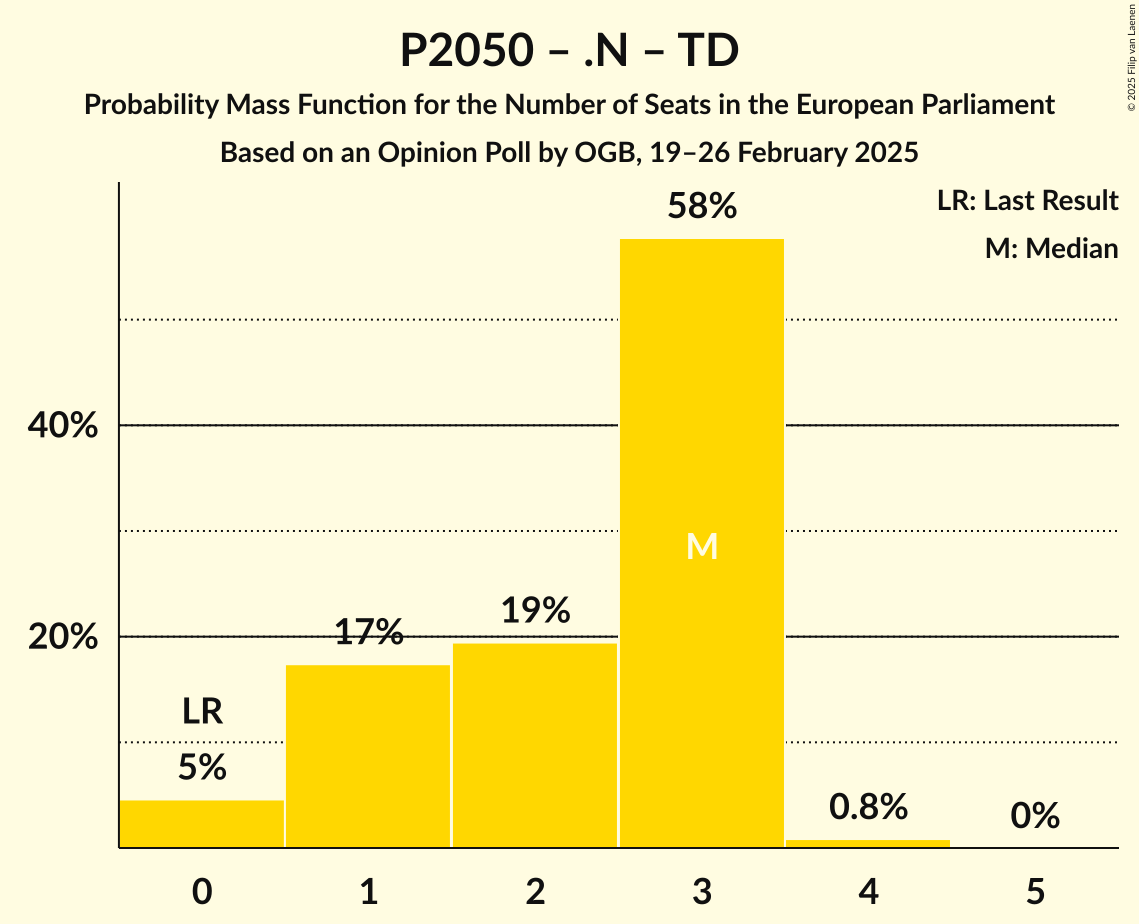 P2050 – .N – TD
Probability Mass Function for the Number of Seats in the European Parliament
Based on an Opinion Poll by OGB, 19–26 February 2025
© 2025 Filip van Laenen
LR: Last Result
M: Median
58%
40%
M
19%
17%
20%
LR
5%
0.8%
0%
0 1 2 3 4 5